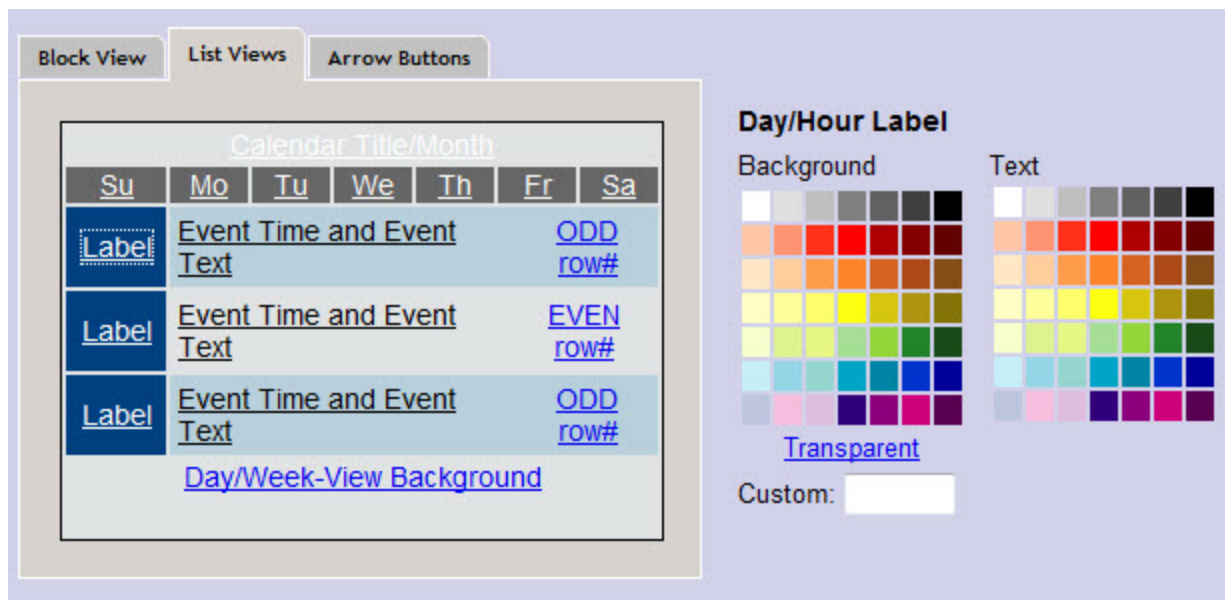 Block View
List Views
Arrow Buttons
Calendar Title/Month
Su Mo Tu We Th Fr Sa
Label
Event Time and Event
Text
ODD
row#
Label
Event Time and Event
Text
EVEN
row#
Label
Event Time and Event
Text
ODD
row#
Day/Week-View Background
Day/Hour Label
Background
Text
Transparent
Custom: